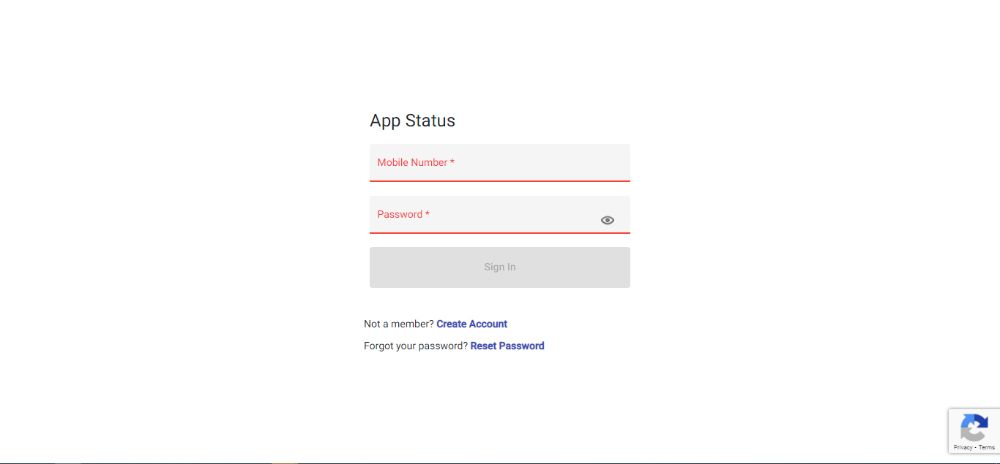 App Status
Mobile Number *
Password *
Sign In
Not a member? Create Account
Forgot your password? Reset Password
Privacy - Terms